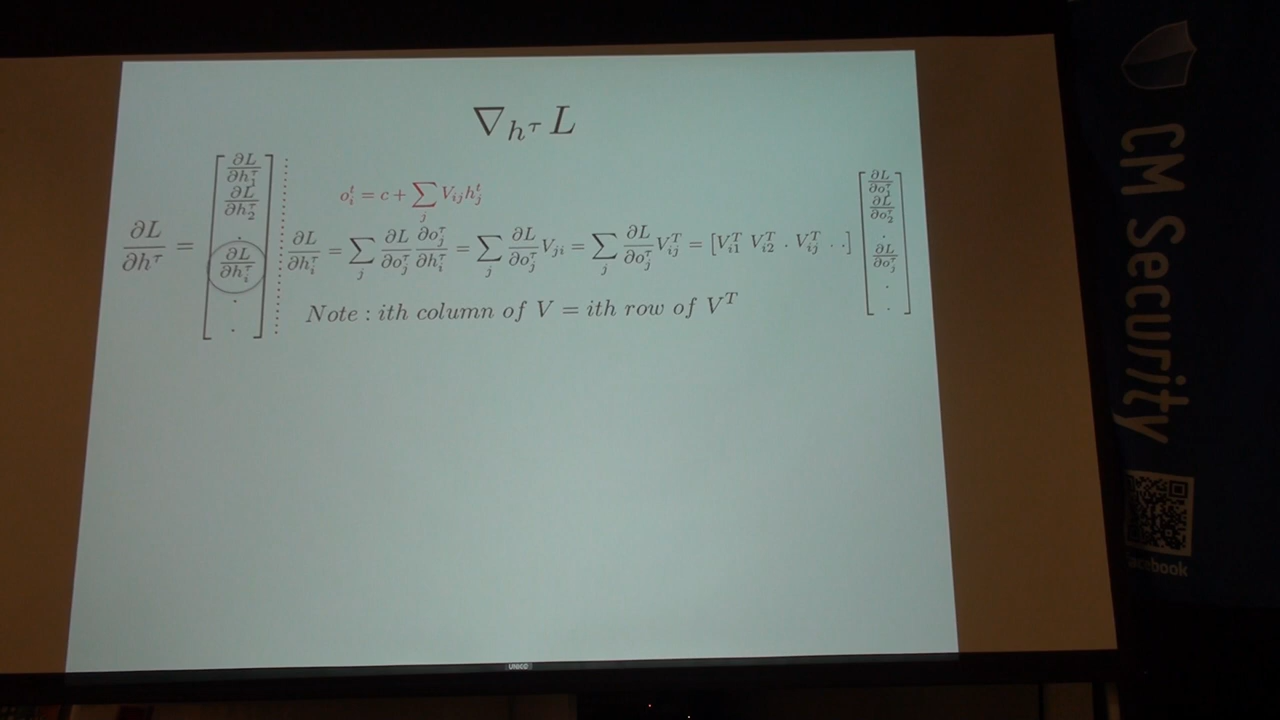 ∇_{h^τ} L
o_i^t = c + ∑_j V_{ij} h_j^t
∂L/∂h^τ = [∂L/∂h_1^τ ∂L/∂h_2^τ . ∂L/∂h_i^τ . .] ∂L/∂h_i^τ = ∑_j ∂L/∂o_j^τ ∂o_j^τ/∂h_i^τ = ∑_j ∂L/∂o_j^τ V_{ji} = ∑_j ∂L/∂o_j^τ V_{ij}^T = [V_{i1}^T V_{i2}^T . V_{ij}^T . .] [∂L/∂o_1^τ ∂L/∂o_2^τ . ∂L/∂o_j^τ . .]
Note : ith column of V = ith row of V^T
CM Security
facebook
UNICO